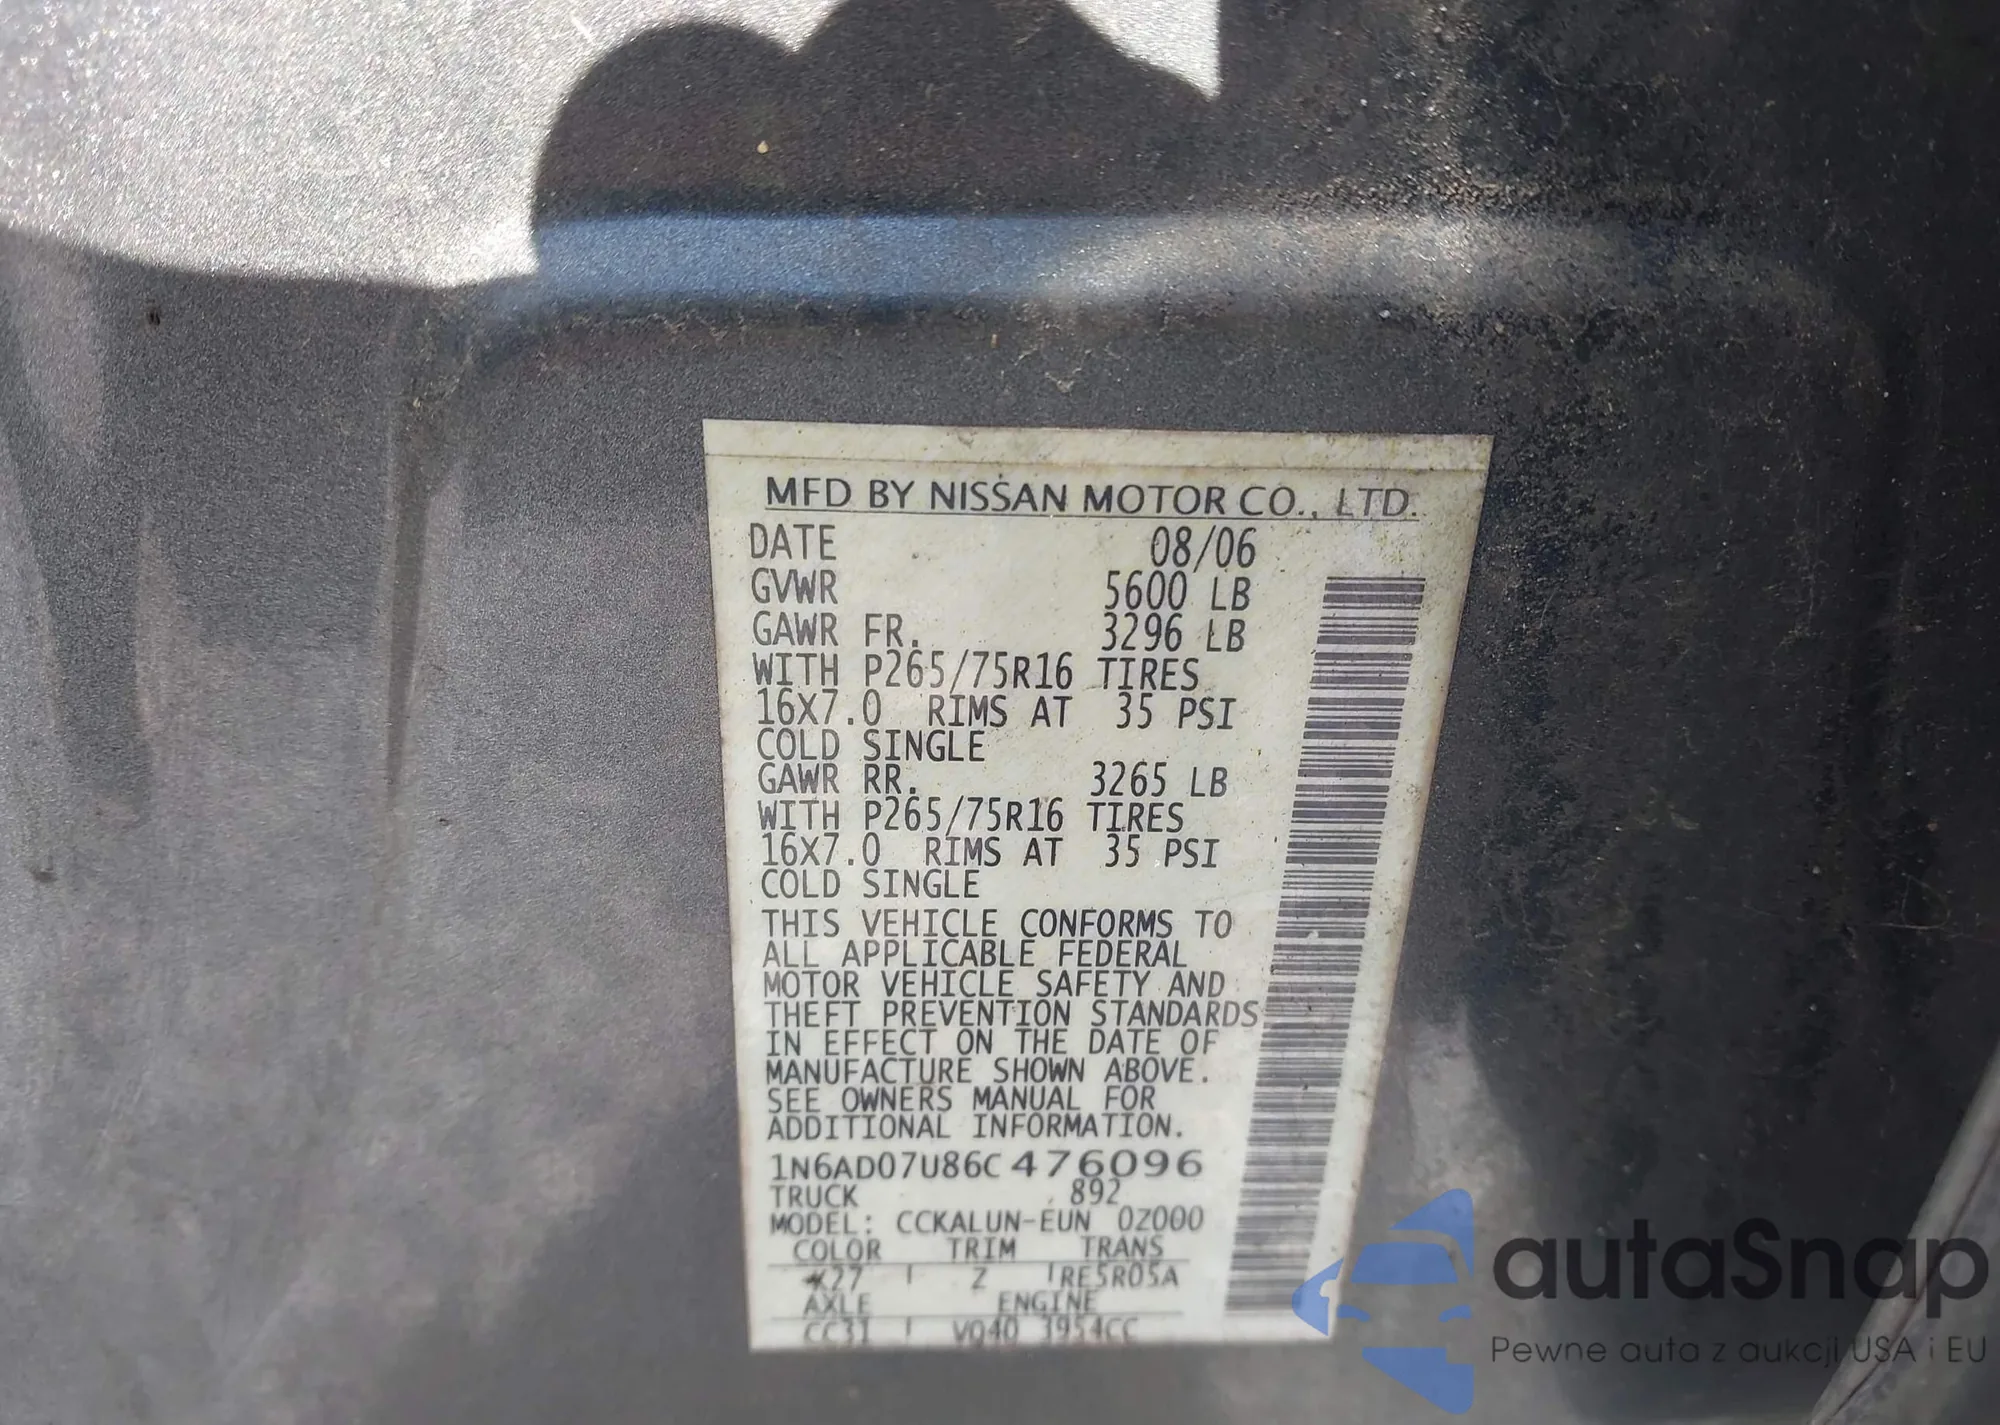 MFD BY NISSAN MOTOR CO., LTD.
DATE 08/06
GVWR 5600 LB
GAWR FR. 3296 LB
WITH P265/75R16 TIRES
16X7.0 RIMS AT 35 PSI
COLD SINGLE
GAWR RR. 3265 LB
WITH P265/75R16 TIRES
16X7.0 RIMS AT 35 PSI
COLD SINGLE
THIS VEHICLE CONFORMS TO
ALL APPLICABLE FEDERAL
MOTOR VEHICLE SAFETY AND
THEFT PREVENTION STANDARDS
IN EFFECT ON THE DATE OF
MANUFACTURE SHOWN ABOVE.
SEE OWNERS MANUAL FOR
ADDITIONAL INFORMATION.
1N6AD07U86C476096
TRUCK 892
MODEL: CCKALUN-EUN 0Z000
COLOR TRIM TRANS
K27 Z RE5R05A
AXLE ENGINE
CC31 VQ40 3954CC
autaSnap
Pewne auta z aukcji USA i EU